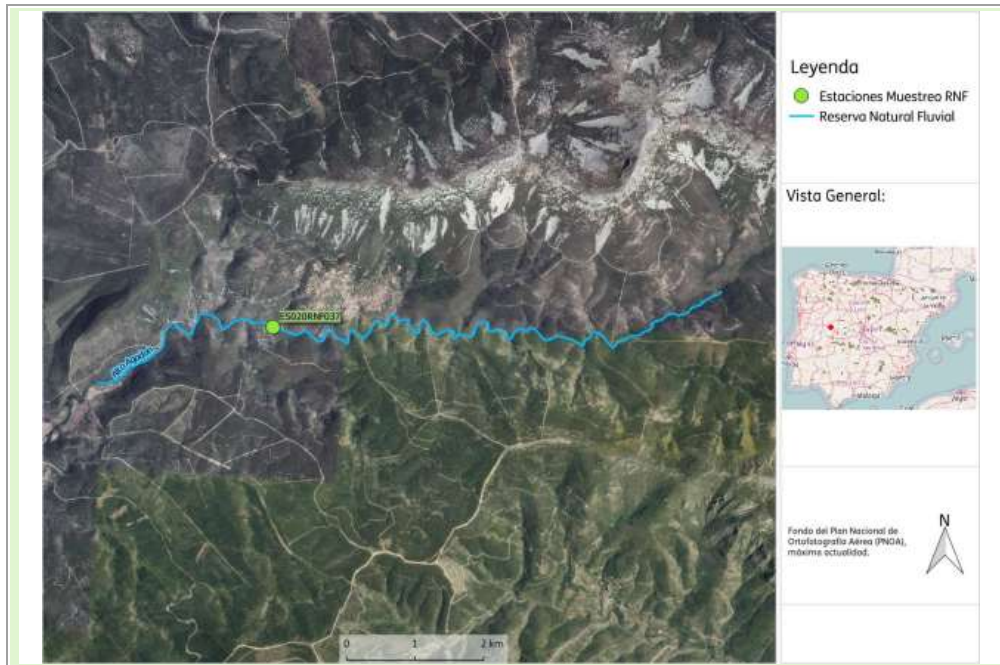 ES020RNF037
0 1 2 km
Leyenda
Estaciones Muestreo RNF
Reserva Natural Fluvial
Vista General:
Fondo del Plan Nacional de
Ortofotografía Aérea (PNOA),
máxima actualidad.
N